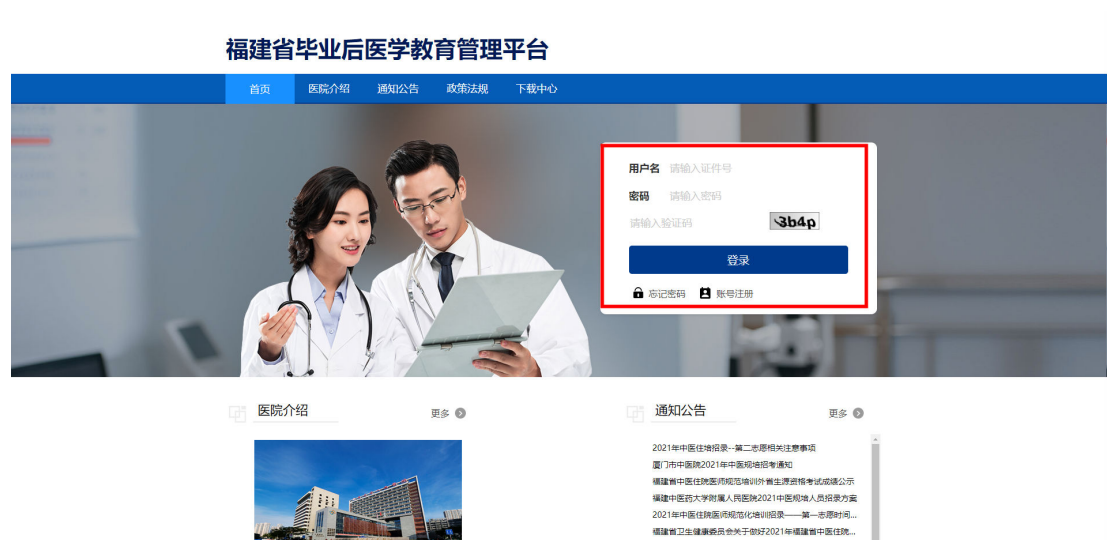 福建省毕业后医学教育管理平台
首页 医院介绍 通知公告 政策法规 下载中心
用户名 请输入证件号
密码 请输入密码
请输入验证码 3b4p
登录
忘记密码 账号注册
医院介绍 更多
通知公告 更多
2021年中医住培招录--第二志愿相关注意事项
厦门市中医院2021年中医规培招考通知
福建省中医住院医师规范培训外省生源资格考试成绩公示
福建中医药大学附属人民医院2021中医规培人员招录方案
2021年中医住院医师规范化培训招录——第一志愿时间...
福建省卫生健康委员会关于做好2021年福建省中医住院...